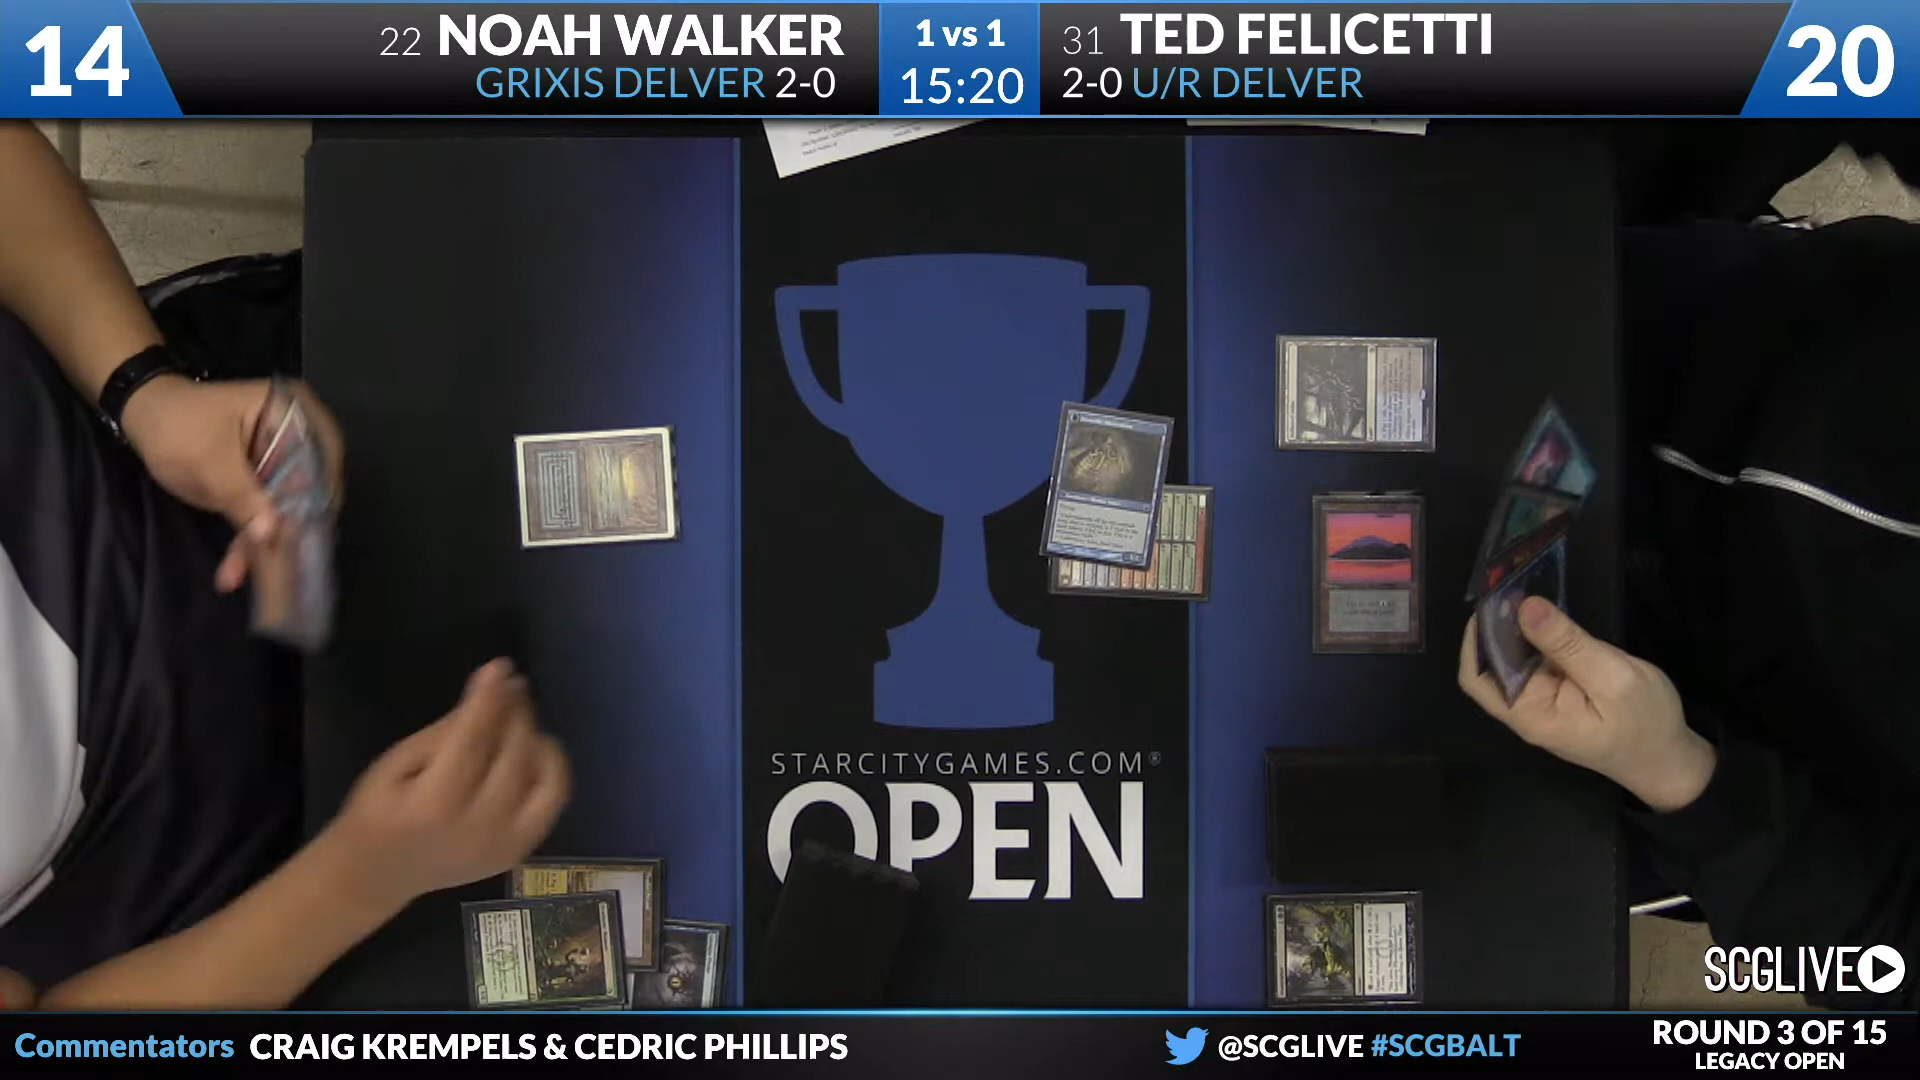 14
22 NOAH WALKER
GRIXIS DELVER 2-0
1 vs 1
15:20
31 TED FELICETTI
2-0 U/R DELVER
20
STARCITYGAMES.COM®
OPEN
SCGLIVE
Commentators CRAIG KREMPELS & CEDRIC PHILLIPS
@SCGLIVE #SCGBALT
ROUND 3 OF 15
LEGACY OPEN